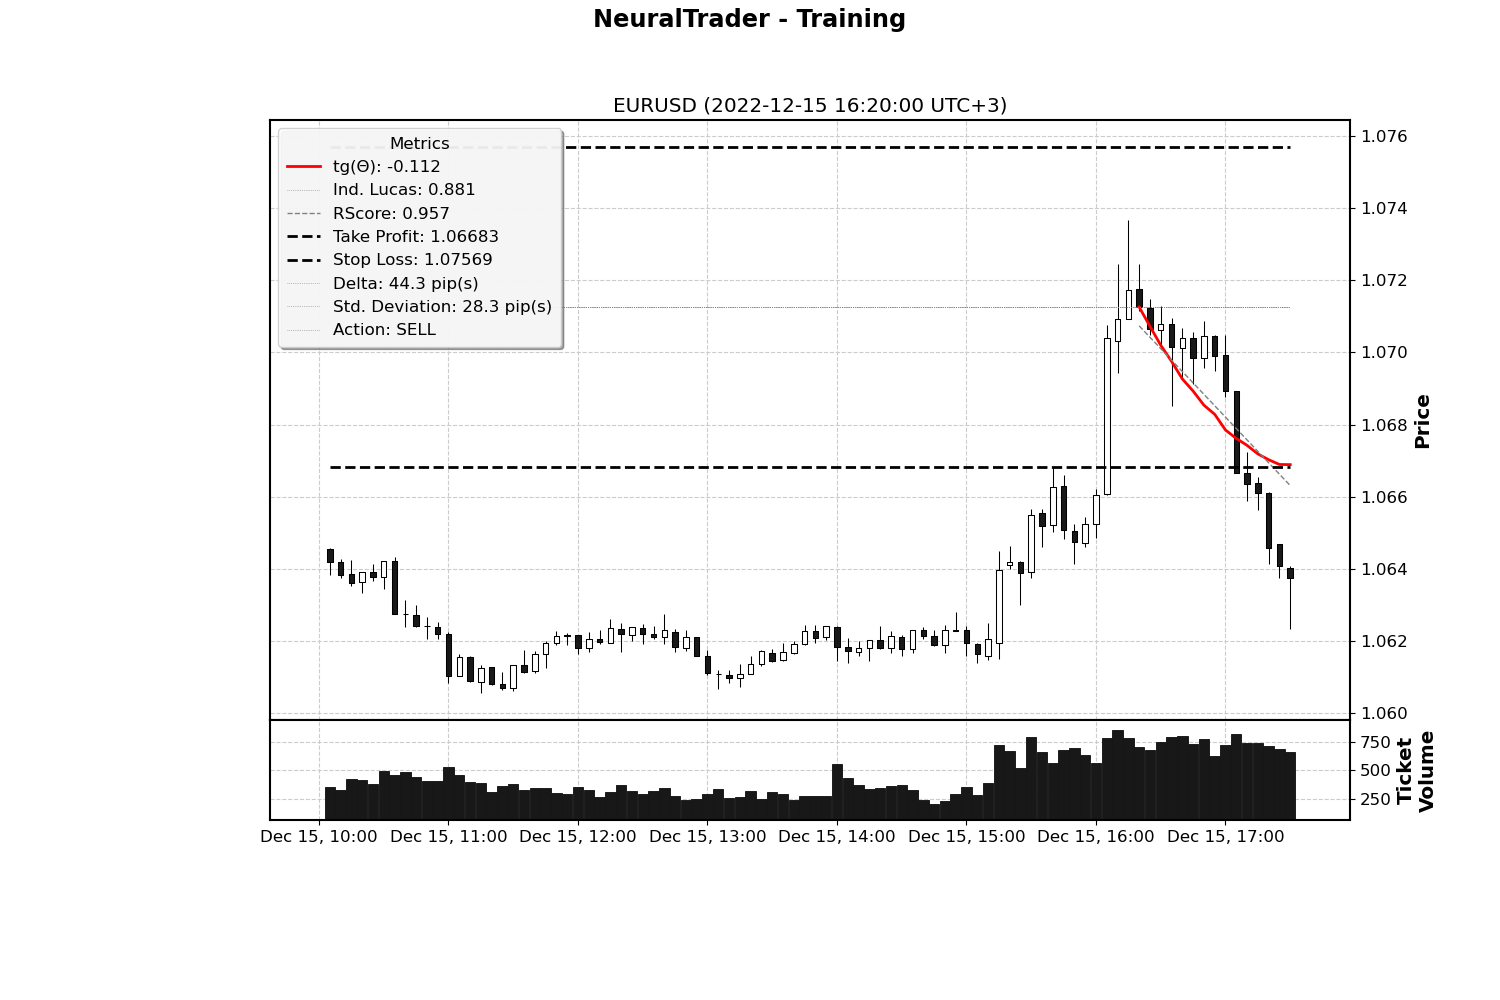 NeuralTrader - Training
EURUSD (2022-12-15 16:20:00 UTC+3)
Metrics
tg(Θ): -0.112
Ind. Lucas: 0.881
RScore: 0.957
Take Profit: 1.06683
Stop Loss: 1.07569
Delta: 44.3 pip(s)
Std. Deviation: 28.3 pip(s)
Action: SELL
1.076
1.074
1.072
1.070
1.068
1.066
1.064
1.062
1.060
Price
750
500
250
Ticket
Volume
Dec 15, 10:00 Dec 15, 11:00 Dec 15, 12:00 Dec 15, 13:00 Dec 15, 14:00 Dec 15, 15:00 Dec 15, 16:00 Dec 15, 17:00